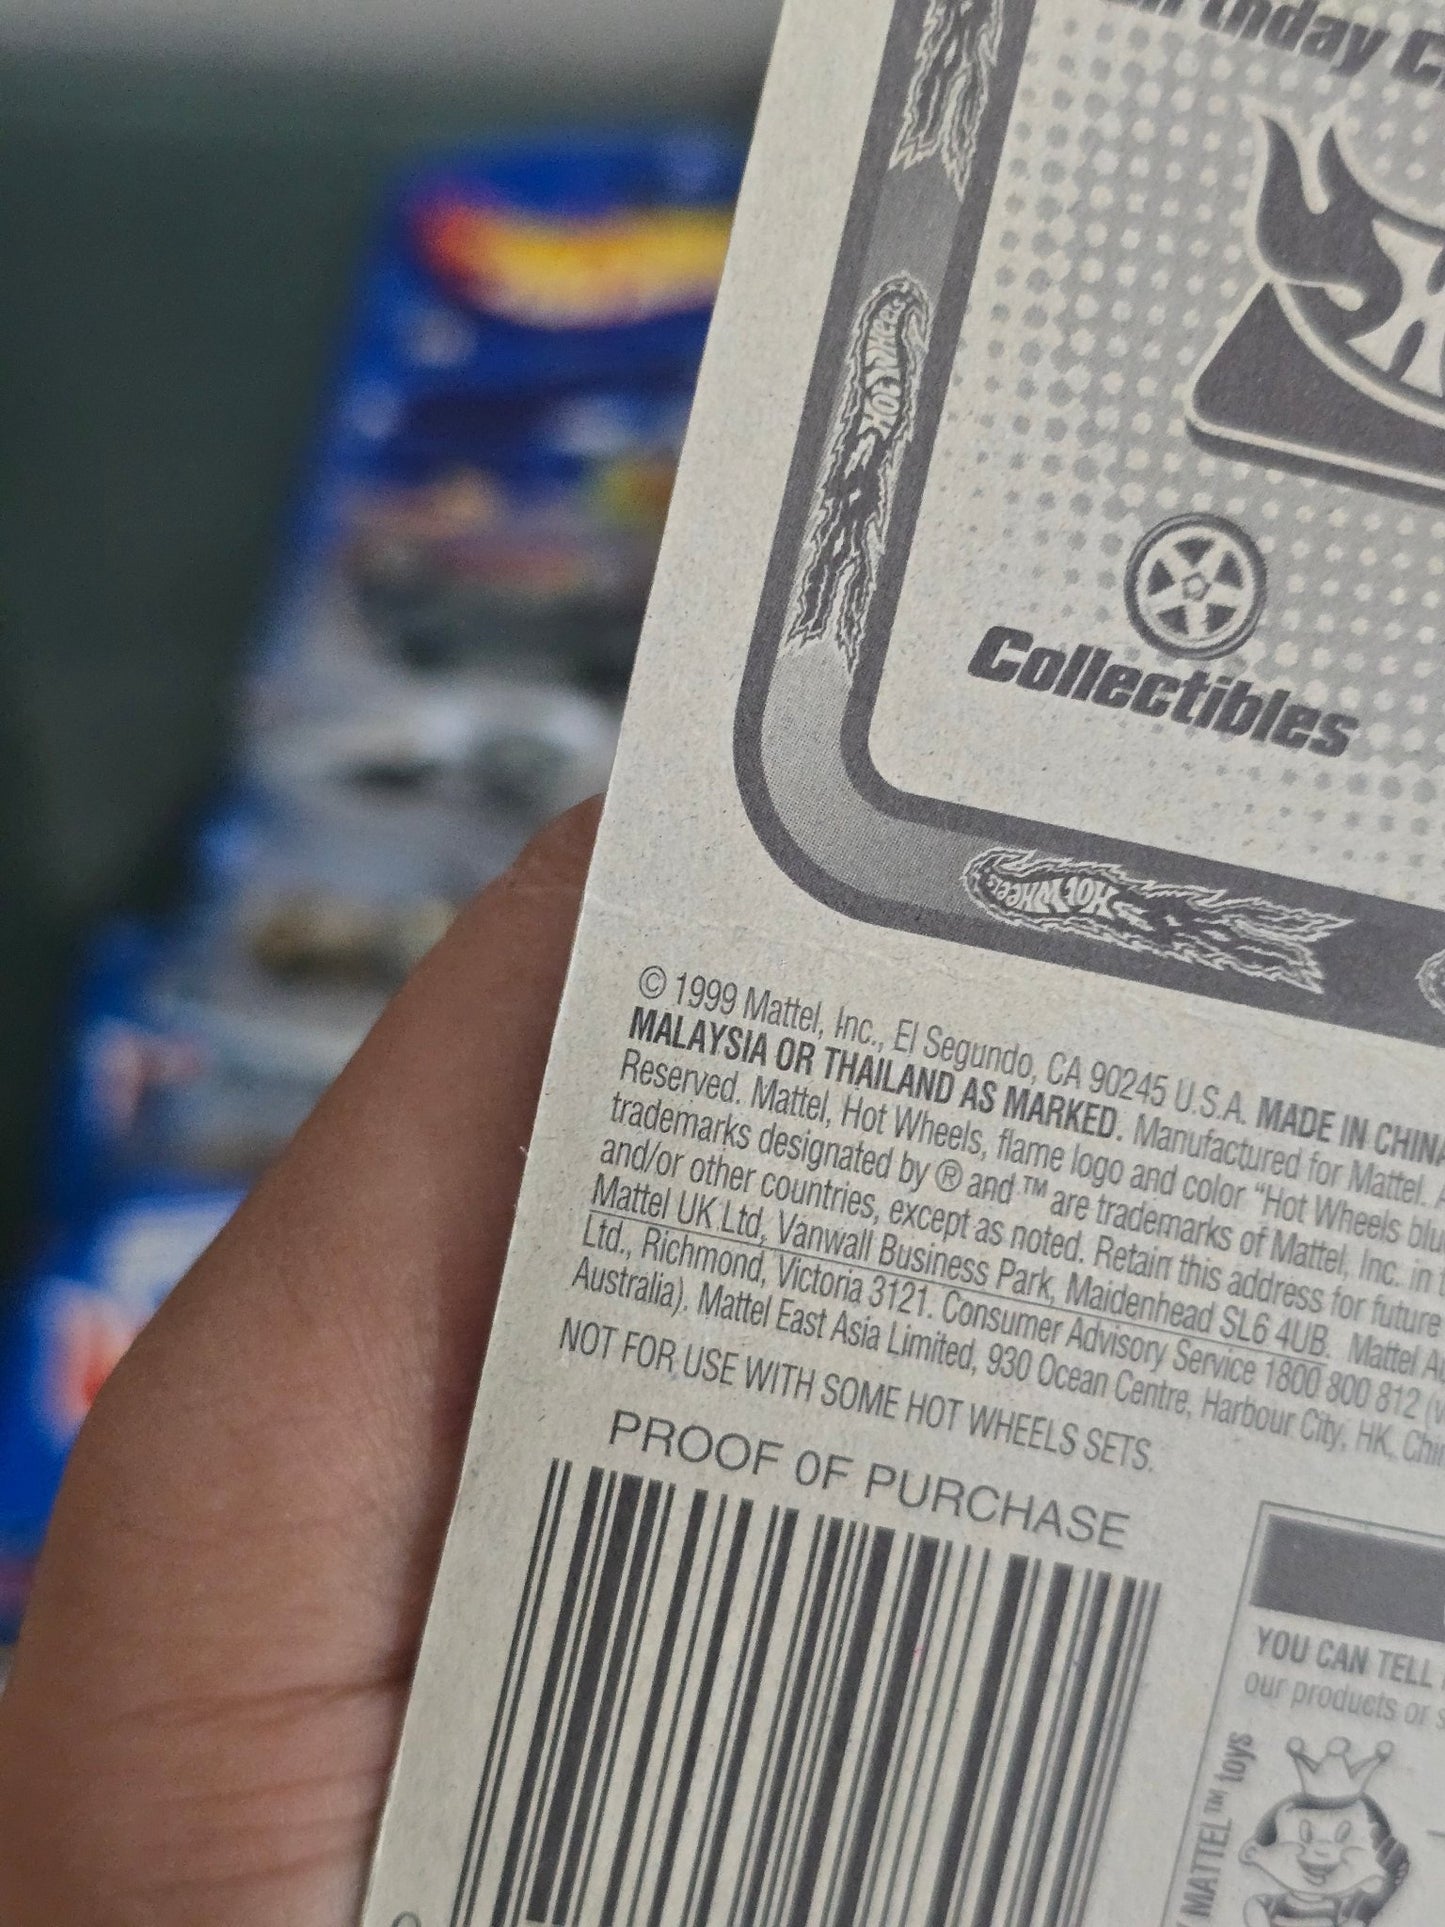 Collectibles
HOT WHEELS
HOT WHEELS
© 1999 Mattel, Inc., El Segundo, CA 90245 U.S.A. MADE IN CHINA
MALAYSIA OR THAILAND AS MARKED. Manufactured for Mattel.
Reserved. Mattel, Hot Wheels, flame logo and color “Hot Wheels
trademarks designated by ® and ™ are trademarks of Mattel, Inc. in
and/or other countries, except as noted. Retain this address for future
Mattel UK Ltd, Vanwall Business Park, Maidenhead SL6 4UB. Mattel
Ltd., Richmond, Victoria 3121. Consumer Advisory Service 1800 800 812
Australia). Mattel East Asia Limited, 930 Ocean Centre, Harbour City, HK,
NOT FOR USE WITH SOME HOT WHEELS SETS.
PROOF OF PURCHASE
YOU CAN TELL
our products or
MATTEL™ toys